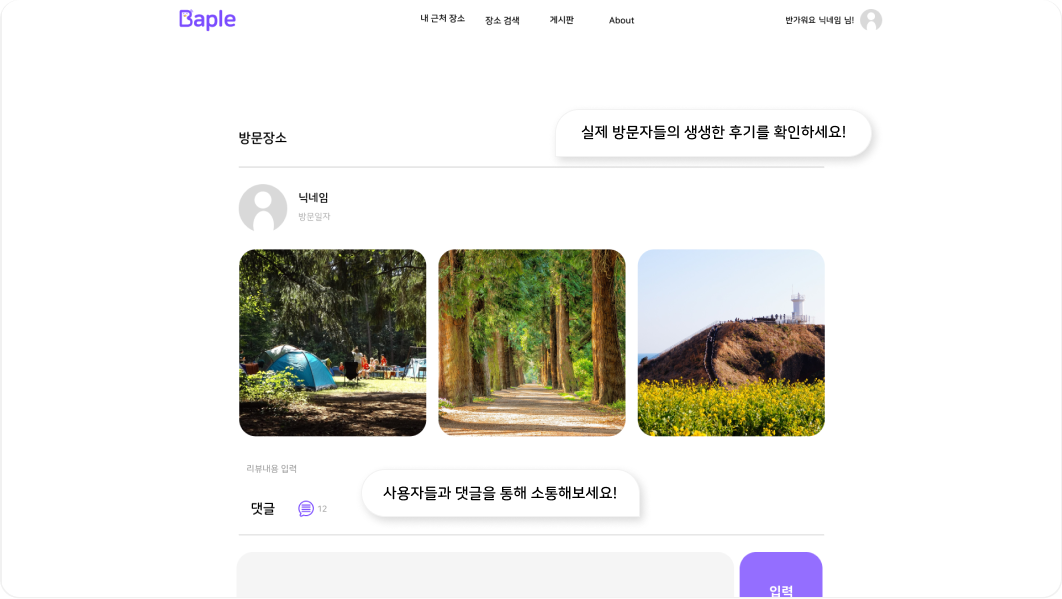 Baple
내 근처 장소
장소 검색
게시판
About
반가워요 닉네임 님!
방문장소
실제 방문자들의 생생한 후기를 확인하세요!
닉네임
방문일자
리뷰내용 입력
댓글
12
사용자들과 댓글을 통해 소통해보세요!
입력